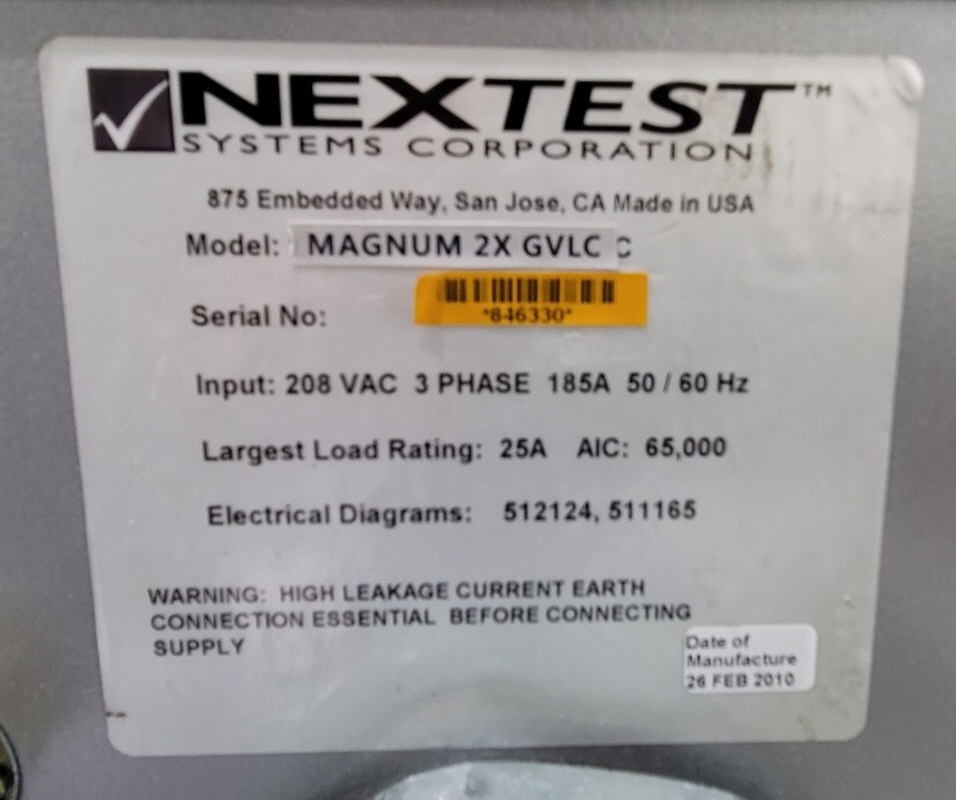 NEXTEST™
SYSTEMS CORPORATION
875 Embedded Way, San Jose, CA Made in USA
Model: MAGNUM 2X GVLC C
Serial No: *846330*
Input: 208 VAC 3 PHASE 185A 50 / 60 Hz
Largest Load Rating: 25A AIC: 65,000
Electrical Diagrams: 512124, 511165
WARNING: HIGH LEAKAGE CURRENT EARTH
CONNECTION ESSENTIAL BEFORE CONNECTING
SUPPLY
Date of
Manufacture
26 FEB 2010